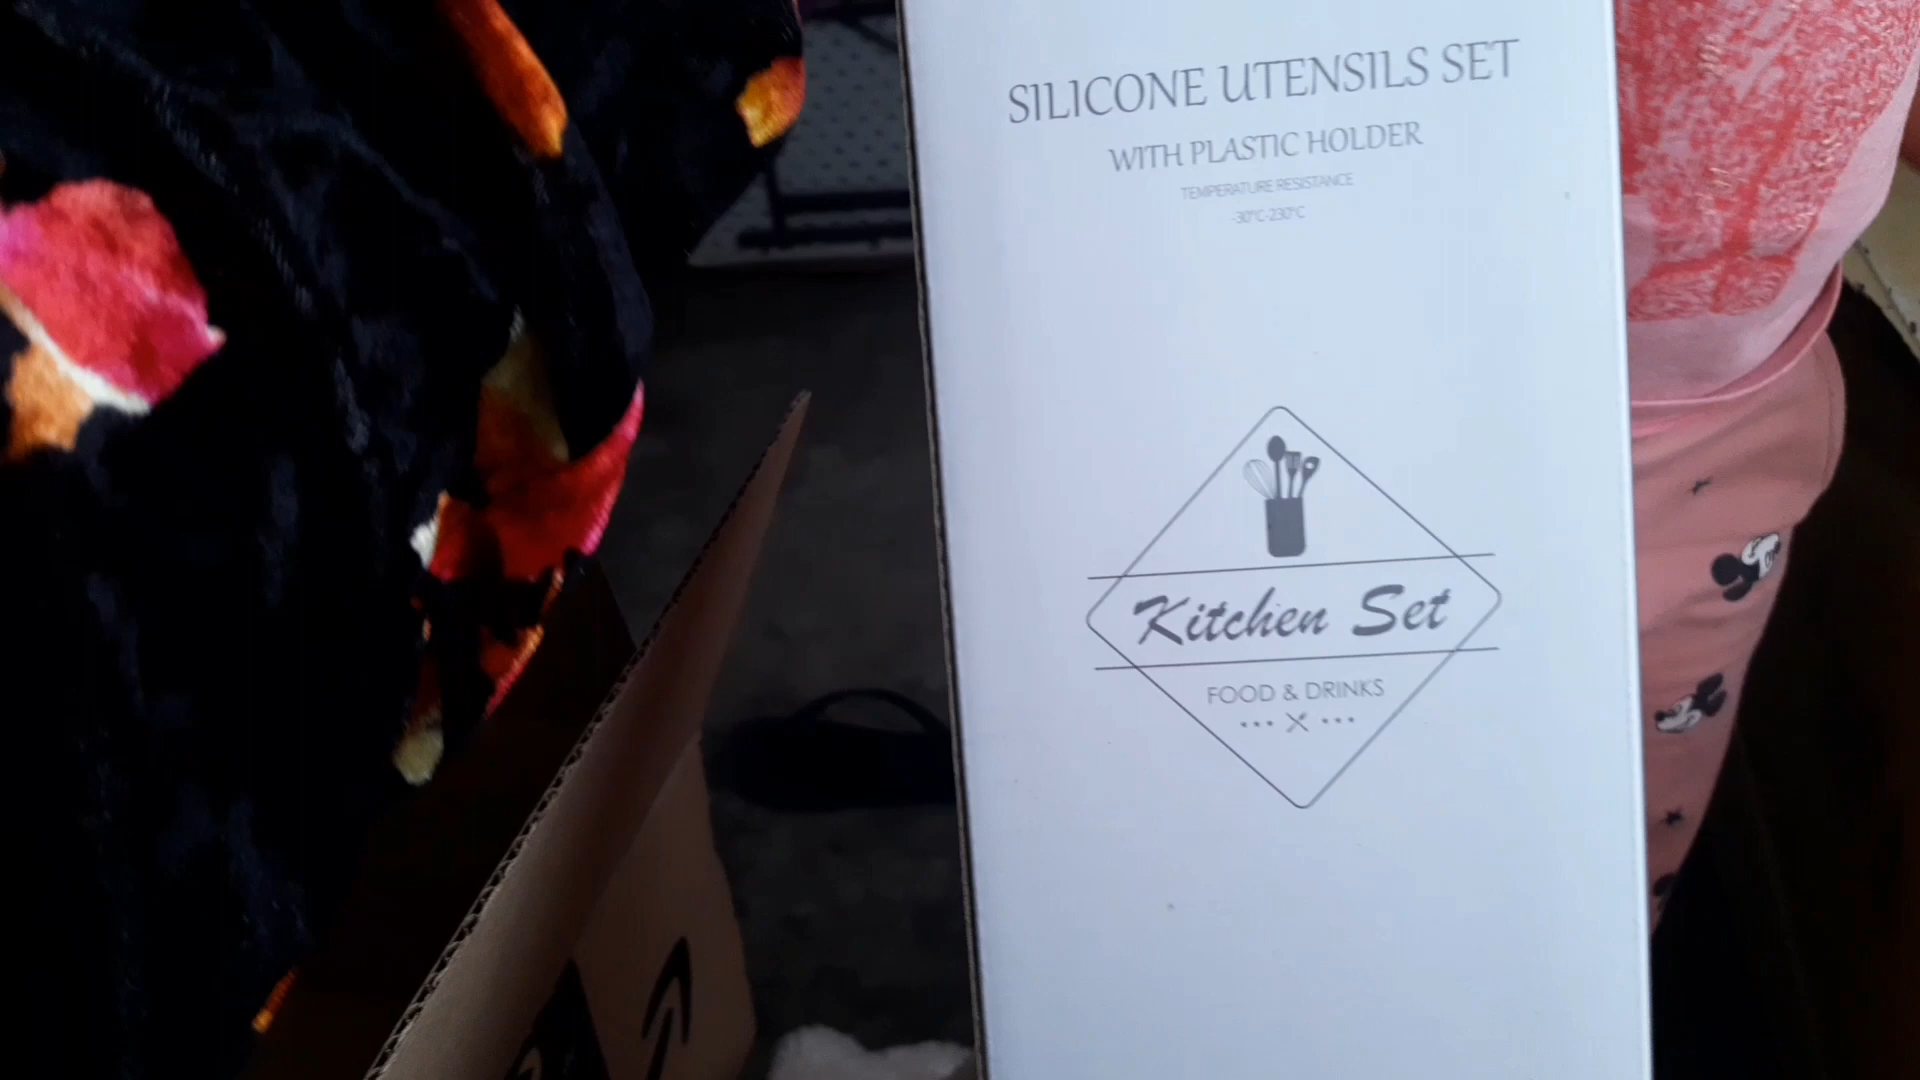 SILICONE UTENSILS SET
WITH PLASTIC HOLDER
TEMPERATURE RESISTANCE
-30°C-230°C
Kitchen Set
FOOD & DRINKS